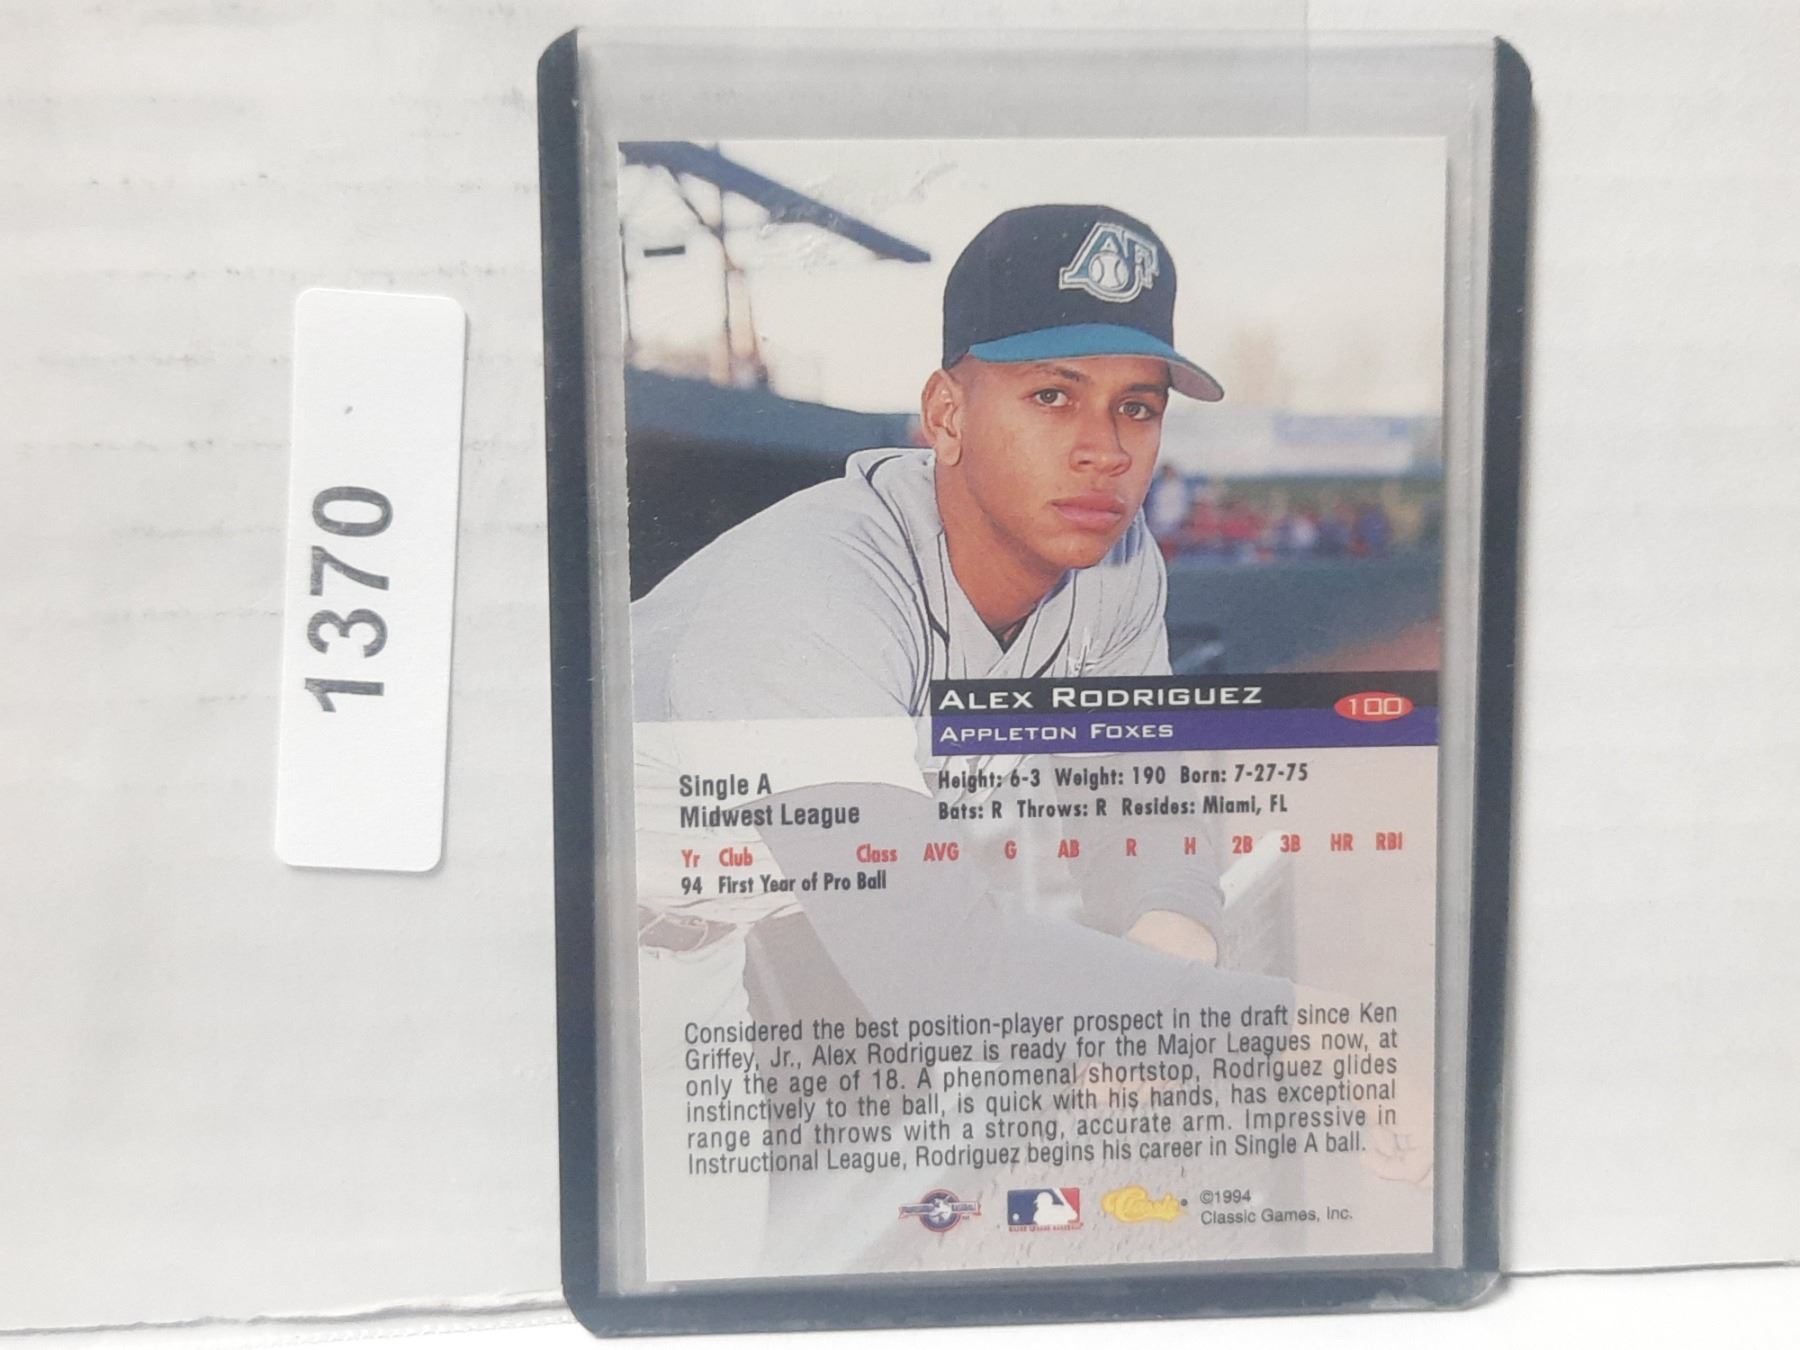 1370
AF
ALEX RODRIGUEZ
100
APPLETON FOXES
Single A
Midwest League
Height: 6-3 Weight: 190 Born: 7-27-75
Bats: R Throws: R Resides: Miami, FL
Yr Club Class AVG G AB R H 2B 3B HR RBI
94 First Year of Pro Ball
Considered the best position-player prospect in the draft since Ken
Griffey, Jr., Alex Rodriguez is ready for the Major Leagues now, at
only the age of 18. A phenomenal shortstop, Rodriguez glides
instinctively to the ball, is quick with his hands, has exceptional
range and throws with a strong, accurate arm. Impressive in
Instructional League, Rodriguez begins his career in Single A ball.
Classic
©1994
Classic Games, Inc.